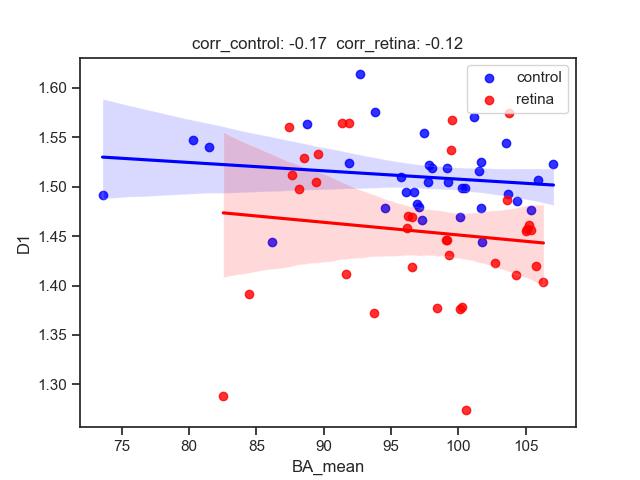 corr_control: -0.17  corr_retina: -0.12
control
retina
1.60
1.55
1.50
1.45
1.40
1.35
1.30
D1
75 80 85 90 95 100 105
BA_mean